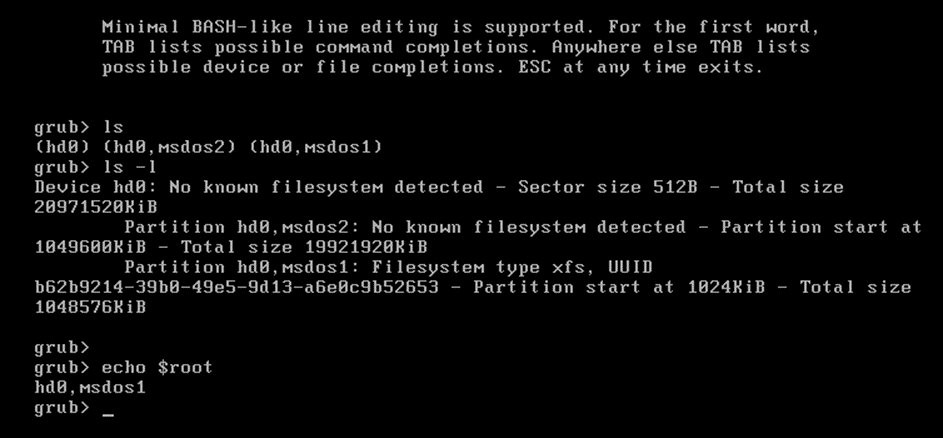 Minimal BASH-like line editing is supported. For the first word,
TAB lists possible command completions. Anywhere else TAB lists
possible device or file completions. ESC at any time exits.
grub> ls
(hd0) (hd0,msdos2) (hd0,msdos1)
grub> ls -l
Device hd0: No known filesystem detected - Sector size 512B - Total size
20971520KiB
Partition hd0,msdos2: No known filesystem detected - Partition start at
1049600KiB - Total size 19921920KiB
Partition hd0,msdos1: Filesystem type xfs, UUID
b62b9214-39b0-49e5-9d13-a6e0c9b52653 - Partition start at 1024KiB - Total size
1048576KiB
grub>
grub> echo $root
hd0,msdos1
grub> _